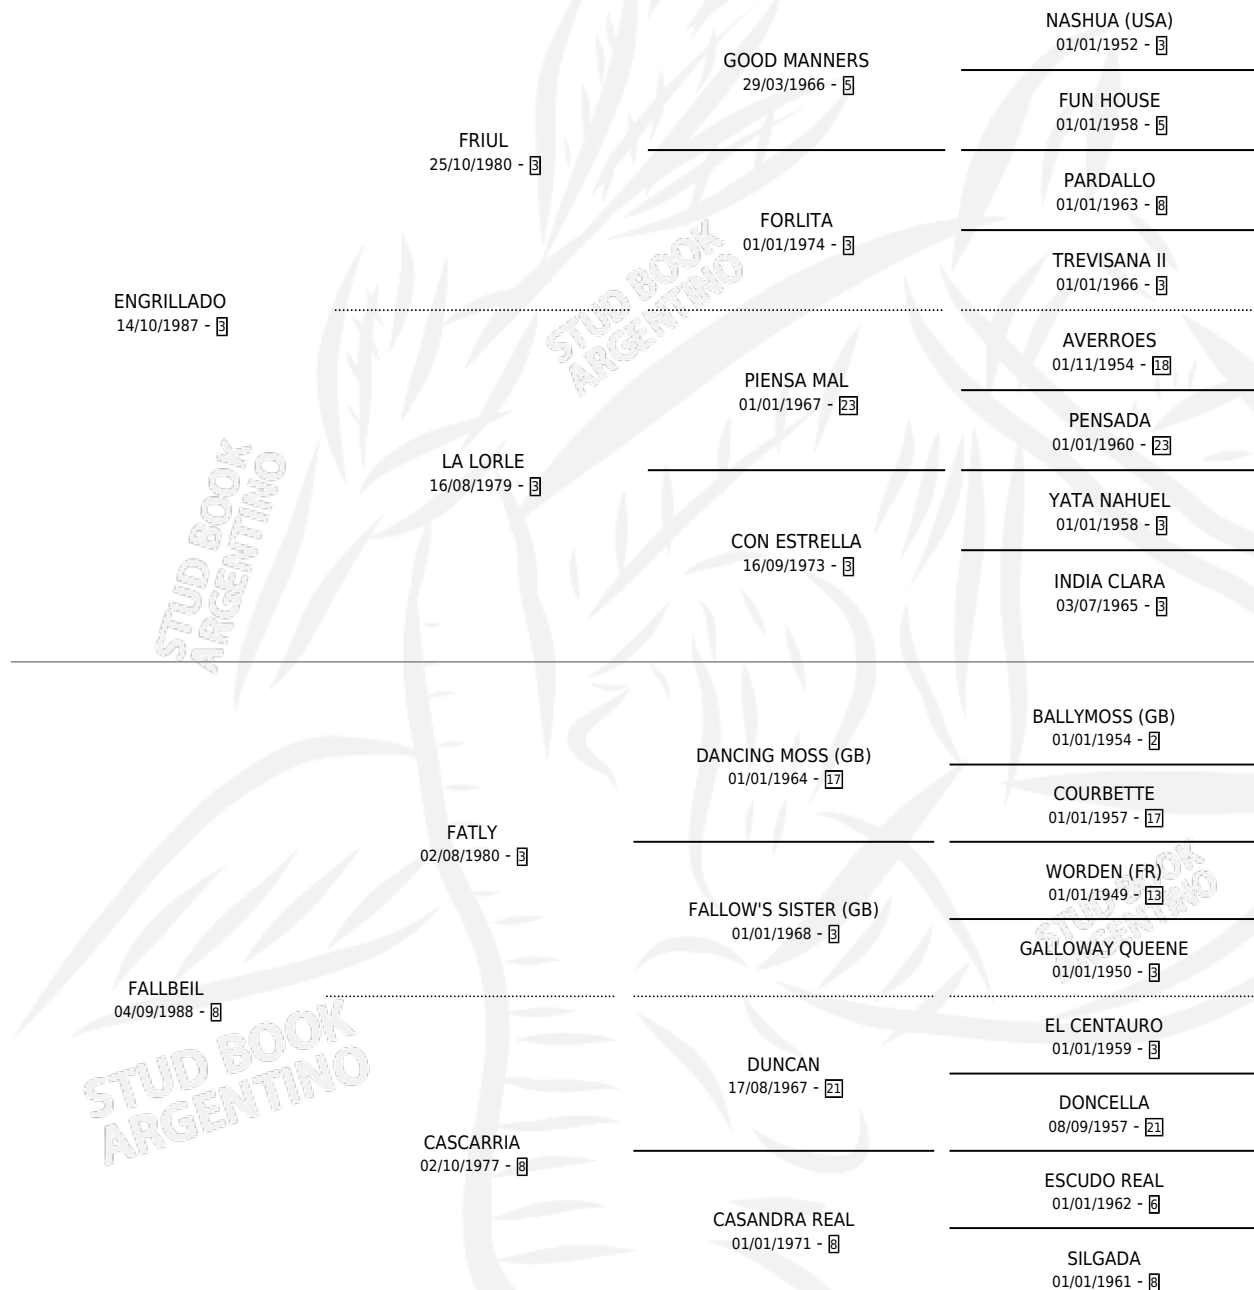 NASHUA (USA)
01/01/1952 - 3
GOOD MANNERS
29/03/1966 - 5
FUN HOUSE
01/01/1958 - 5
FRIUL
25/10/1980 - 3
PARDALLO
01/01/1963 - 8
FORLITA
01/01/1974 - 3
TREVISANA II
01/01/1966 - 3
ENGRILLADO
14/10/1987 - 3
STUD BOOK
ARGENTINO
AVERROES
01/11/1954 - 18
PIENSA MAL
01/01/1967 - 23
PENSADA
01/01/1960 - 23
LA LORLE
16/08/1979 - 3
YATA NAHUEL
01/01/1958 - 3
CON ESTRELLA
16/09/1973 - 3
INDIA CLARA
03/07/1965 - 3
STUD BOOK
ARGENTINO
BALLYMOSS (GB)
01/01/1954 - 2
DANCING MOSS (GB)
01/01/1964 - 17
COURBETTE
01/01/1957 - 17
FATLY
02/08/1980 - 3
WORDEN (FR)
01/01/1949 - 13
STUD BOOK
ARGENTINO
FALLOW'S SISTER (GB)
01/01/1968 - 3
GALLOWAY QUEENE
01/01/1950 - 3
FALLBEIL
04/09/1988 - 8
STUD BOOK
ARGENTINO
EL CENTAURO
01/01/1959 - 3
DUNCAN
17/08/1967 - 21
DONCELLA
08/09/1957 - 21
CASCARRIA
02/10/1977 - 8
ESCUDO REAL
01/01/1962 - 6
CASANDRA REAL
01/01/1971 - 8
SILGADA
01/01/1961 - 8